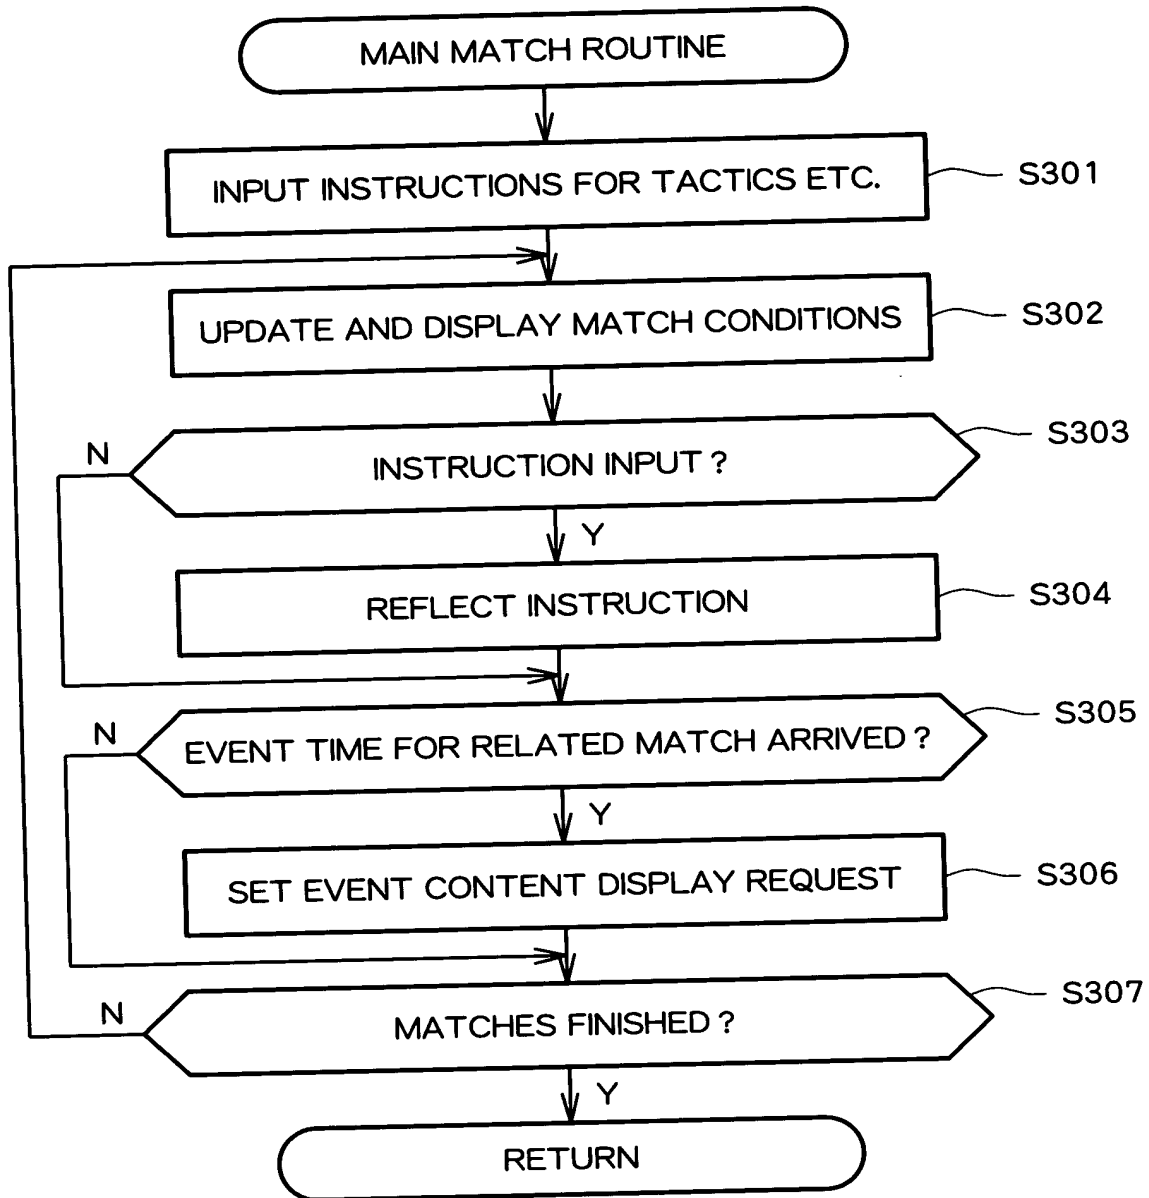 MAIN MATCH ROUTINE
INPUT INSTRUCTIONS FOR TACTICS ETC.
S301
UPDATE AND DISPLAY MATCH CONDITIONS
S302
N
INSTRUCTION INPUT ?
S303
Y
REFLECT INSTRUCTION
S304
N
EVENT TIME FOR RELATED MATCH ARRIVED ?
S305
Y
SET EVENT CONTENT DISPLAY REQUEST
S306
N
MATCHES FINISHED ?
S307
Y
RETURN